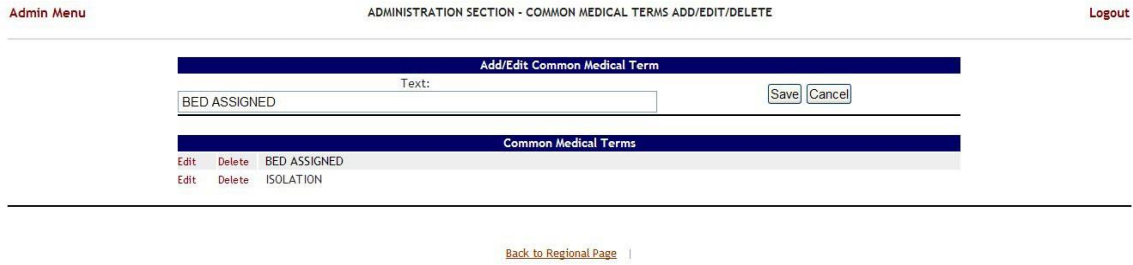 Admin Menu ADMINISTRATION SECTION - COMMON MEDICAL TERMS ADD/EDIT/DELETE Logout
Add/Edit Common Medical Term
Text:
BED ASSIGNED Save Cancel
Common Medical Terms
Edit Delete BED ASSIGNED
Edit Delete ISOLATION
Back to Regional Page |